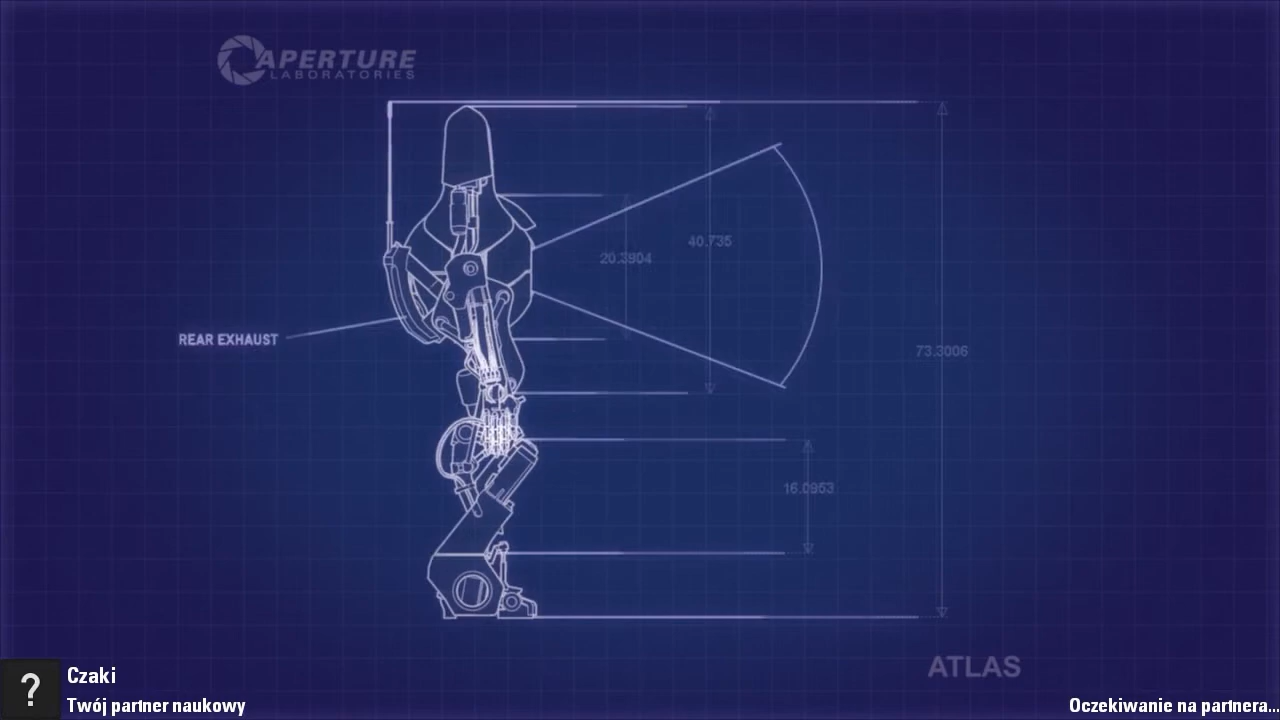 APERTURE
LABORATORIES
40.735
20.3904
REAR EXHAUST
73.3006
16.0953
ATLAS
?
Czaki
Twój partner naukowy
Oczekiwanie na partnera...